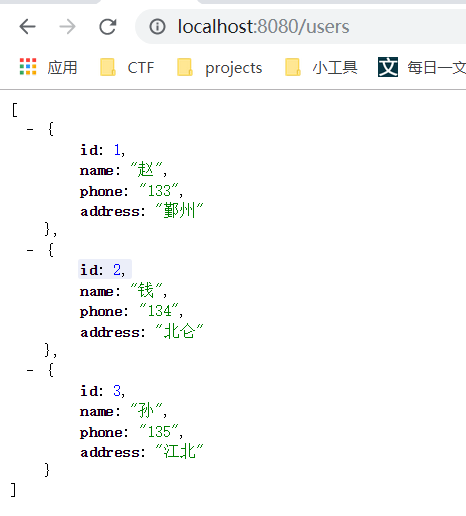 localhost:8080/users
应用 CTF projects 小工具 文 每日一文
[
- {
id: 1,
name: "赵",
phone: "133",
address: "鄞州"
},
- {
id: 2,
name: "钱",
phone: "134",
address: "北仑"
},
- {
id: 3,
name: "孙",
phone: "135",
address: "江北"
}
]